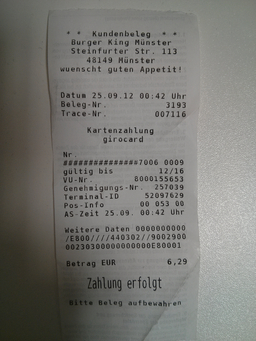 * * Kundenbeleg * *
Burger King Münster
Steinfurter Str. 113
48149 Münster
wuenscht guten Appetit!
Datum 25.09.12 00:42 Uhr
Beleg-Nr. 3193
Trace-Nr. 007116
Kartenzahlung
girocard
Nr
##############7006 0009
gültig bis 12/16
VU-Nr. 8000155653
Genehmigungs-Nr. 257039
Terminal-ID 52097629
Pos-Info 00 053 00
AS-Zeit 25.09. 00:42 Uhr
Weitere Daten 0000000000
/E800////440302//9002900
00230300000000000E80001
Betrag EUR 6,29
Zahlung erfolgt
Bitte Beleg aufbewahren